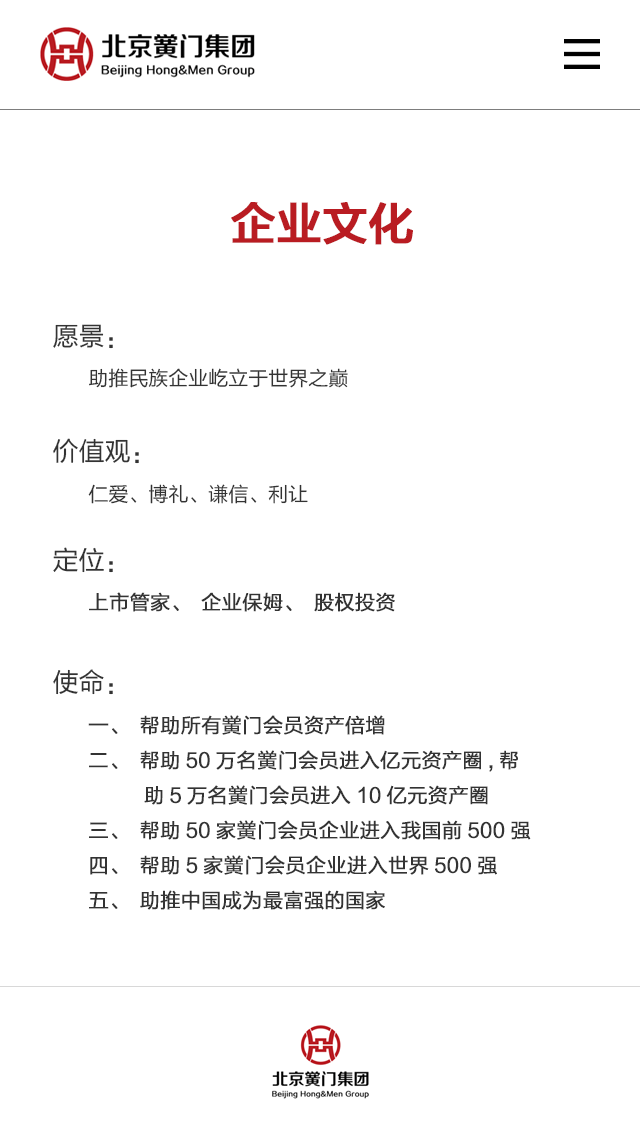 北京黉门集团
Beijing Hong&Men Group
企业文化
愿景：
助推民族企业屹立于世界之巅
价值观：
仁爱、博礼、谦信、利让
定位：
上市管家、 企业保姆、 股权投资
使命：
一、 帮助所有黉门会员资产倍增
二、 帮助 50 万名黉门会员进入亿元资产圈 , 帮
助 5 万名黉门会员进入 10 亿元资产圈
三、 帮助 50 家黉门会员企业进入我国前 500 强
四、 帮助 5 家黉门会员企业进入世界 500 强
五、 助推中国成为最富强的国家
北京黉门集团
Beijing Hong&Men Group